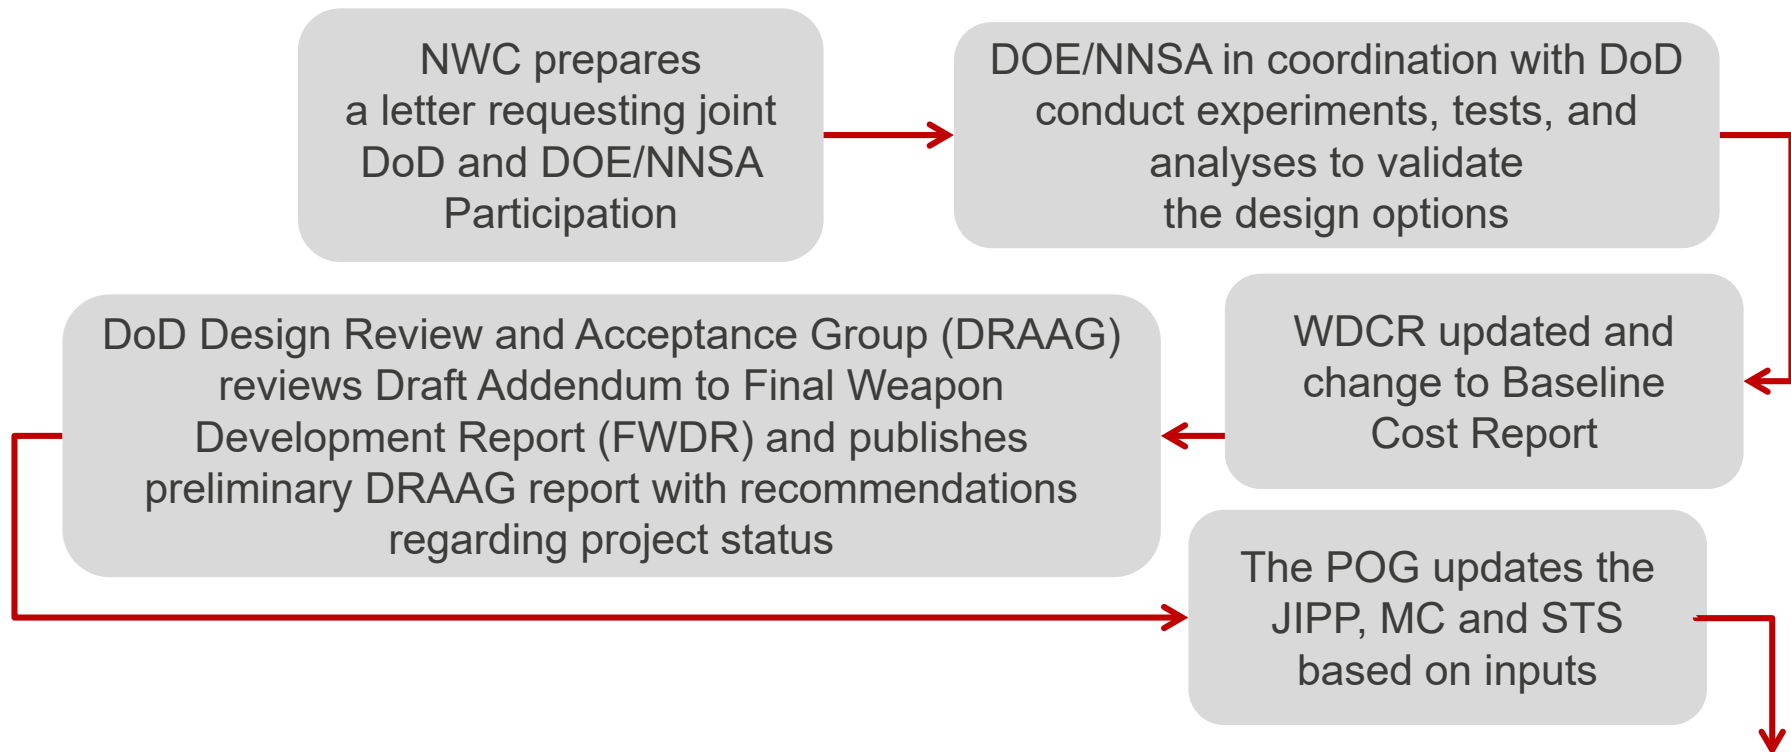 NWC prepares
a letter requesting joint
DoD and DOE/NNSA
Participation
DOE/NNSA in coordination with DoD
conduct experiments, tests, and
analyses to validate
the design options
WDCR updated and
change to Baseline
Cost Report
DoD Design Review and Acceptance Group (DRAAG)
reviews Draft Addendum to Final Weapon
Development Report (FWDR) and publishes
preliminary DRAAG report with recommendations
regarding project status
The POG updates the
JIPP, MC and STS
based on inputs